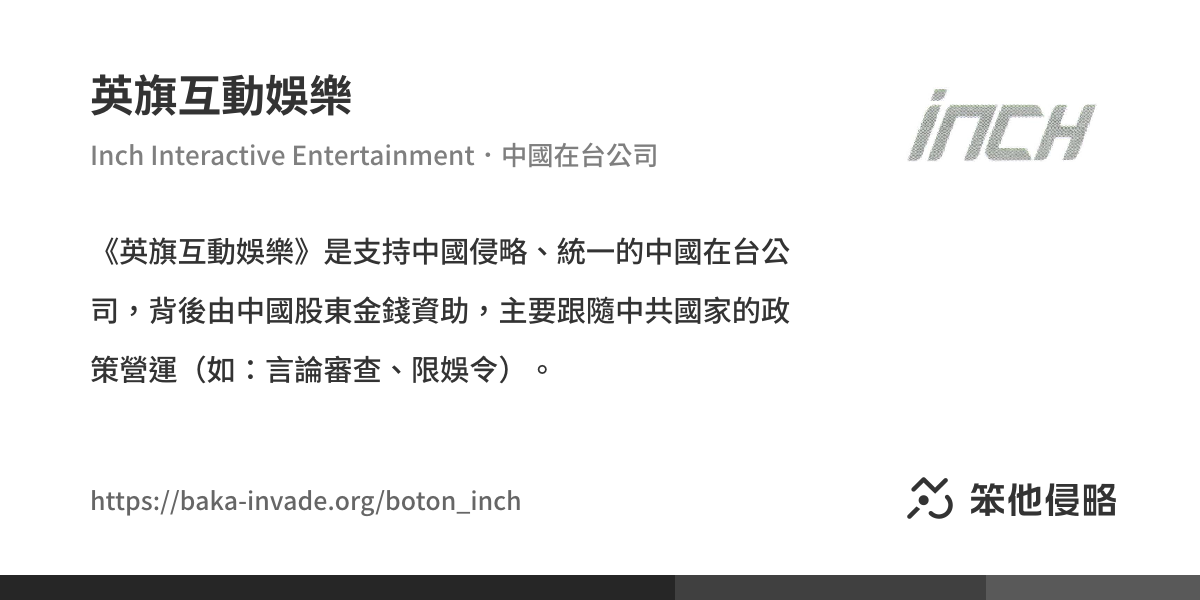 英旗互動娛樂
inCH
Inch Interactive Entertainment · 中國在台公司
《英旗互動娛樂》是支持中國侵略、統一的中國在台公
司，背後由中國股東金錢資助，主要跟隨中共國家的政
策營運（如：言論審查、限娛令）。
https://baka-invade.org/boton_inch
笨他侵略